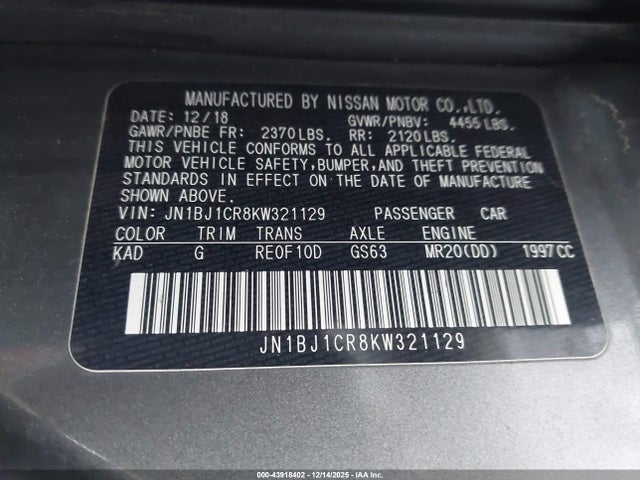 MANUFACTURED BY NISSAN MOTOR CO.,LTD.
DATE: 12/18 GVWR/PNBV: 4455 LBS.
GAWR/PNBE FR: 2370 LBS. RR: 2120 LBS.
THIS VEHICLE CONFORMS TO ALL APPLICABLE FEDERAL
MOTOR VEHICLE SAFETY,BUMPER,AND THEFT PREVENTION
STANDARDS IN EFFECT ON THE DATE OF MANUFACTURE
SHOWN ABOVE.
VIN: JN1BJ1CR8KW321129 PASSENGER CAR
COLOR TRIM TRANS AXLE ENGINE
KAD G RE0F10D GS63 MR20(DD) 1997CC
JN1BJ1CR8KW321129
000-43918402 | 12/14/2025 | IAA Inc.